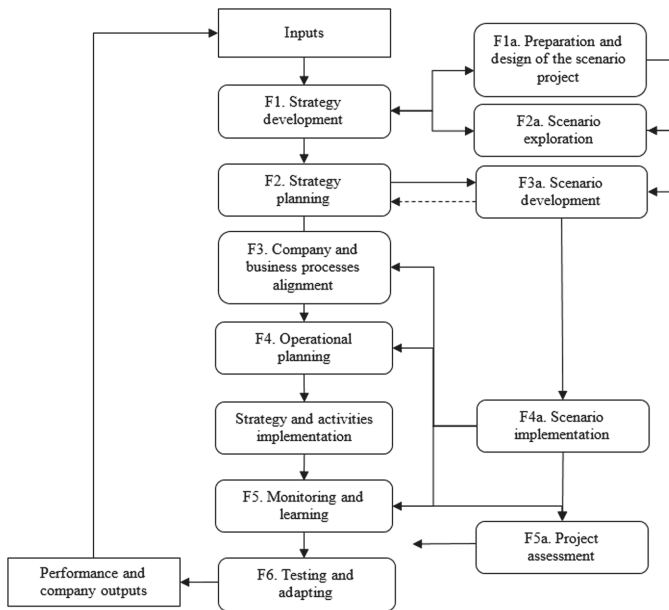 Inputs
F1. Strategy
development
F2. Strategy
planning
F3. Company and
business processes
alignment
F4. Operational
planning
Strategy and activities
implementation
F5. Monitoring and
learning
F6. Testing and
adapting
Performance and
company outputs
F1a. Preparation and
design of the scenario
project
F2a. Scenario
exploration
F3a. Scenario
development
F4a. Scenario
implementation
F5a. Project
assessment